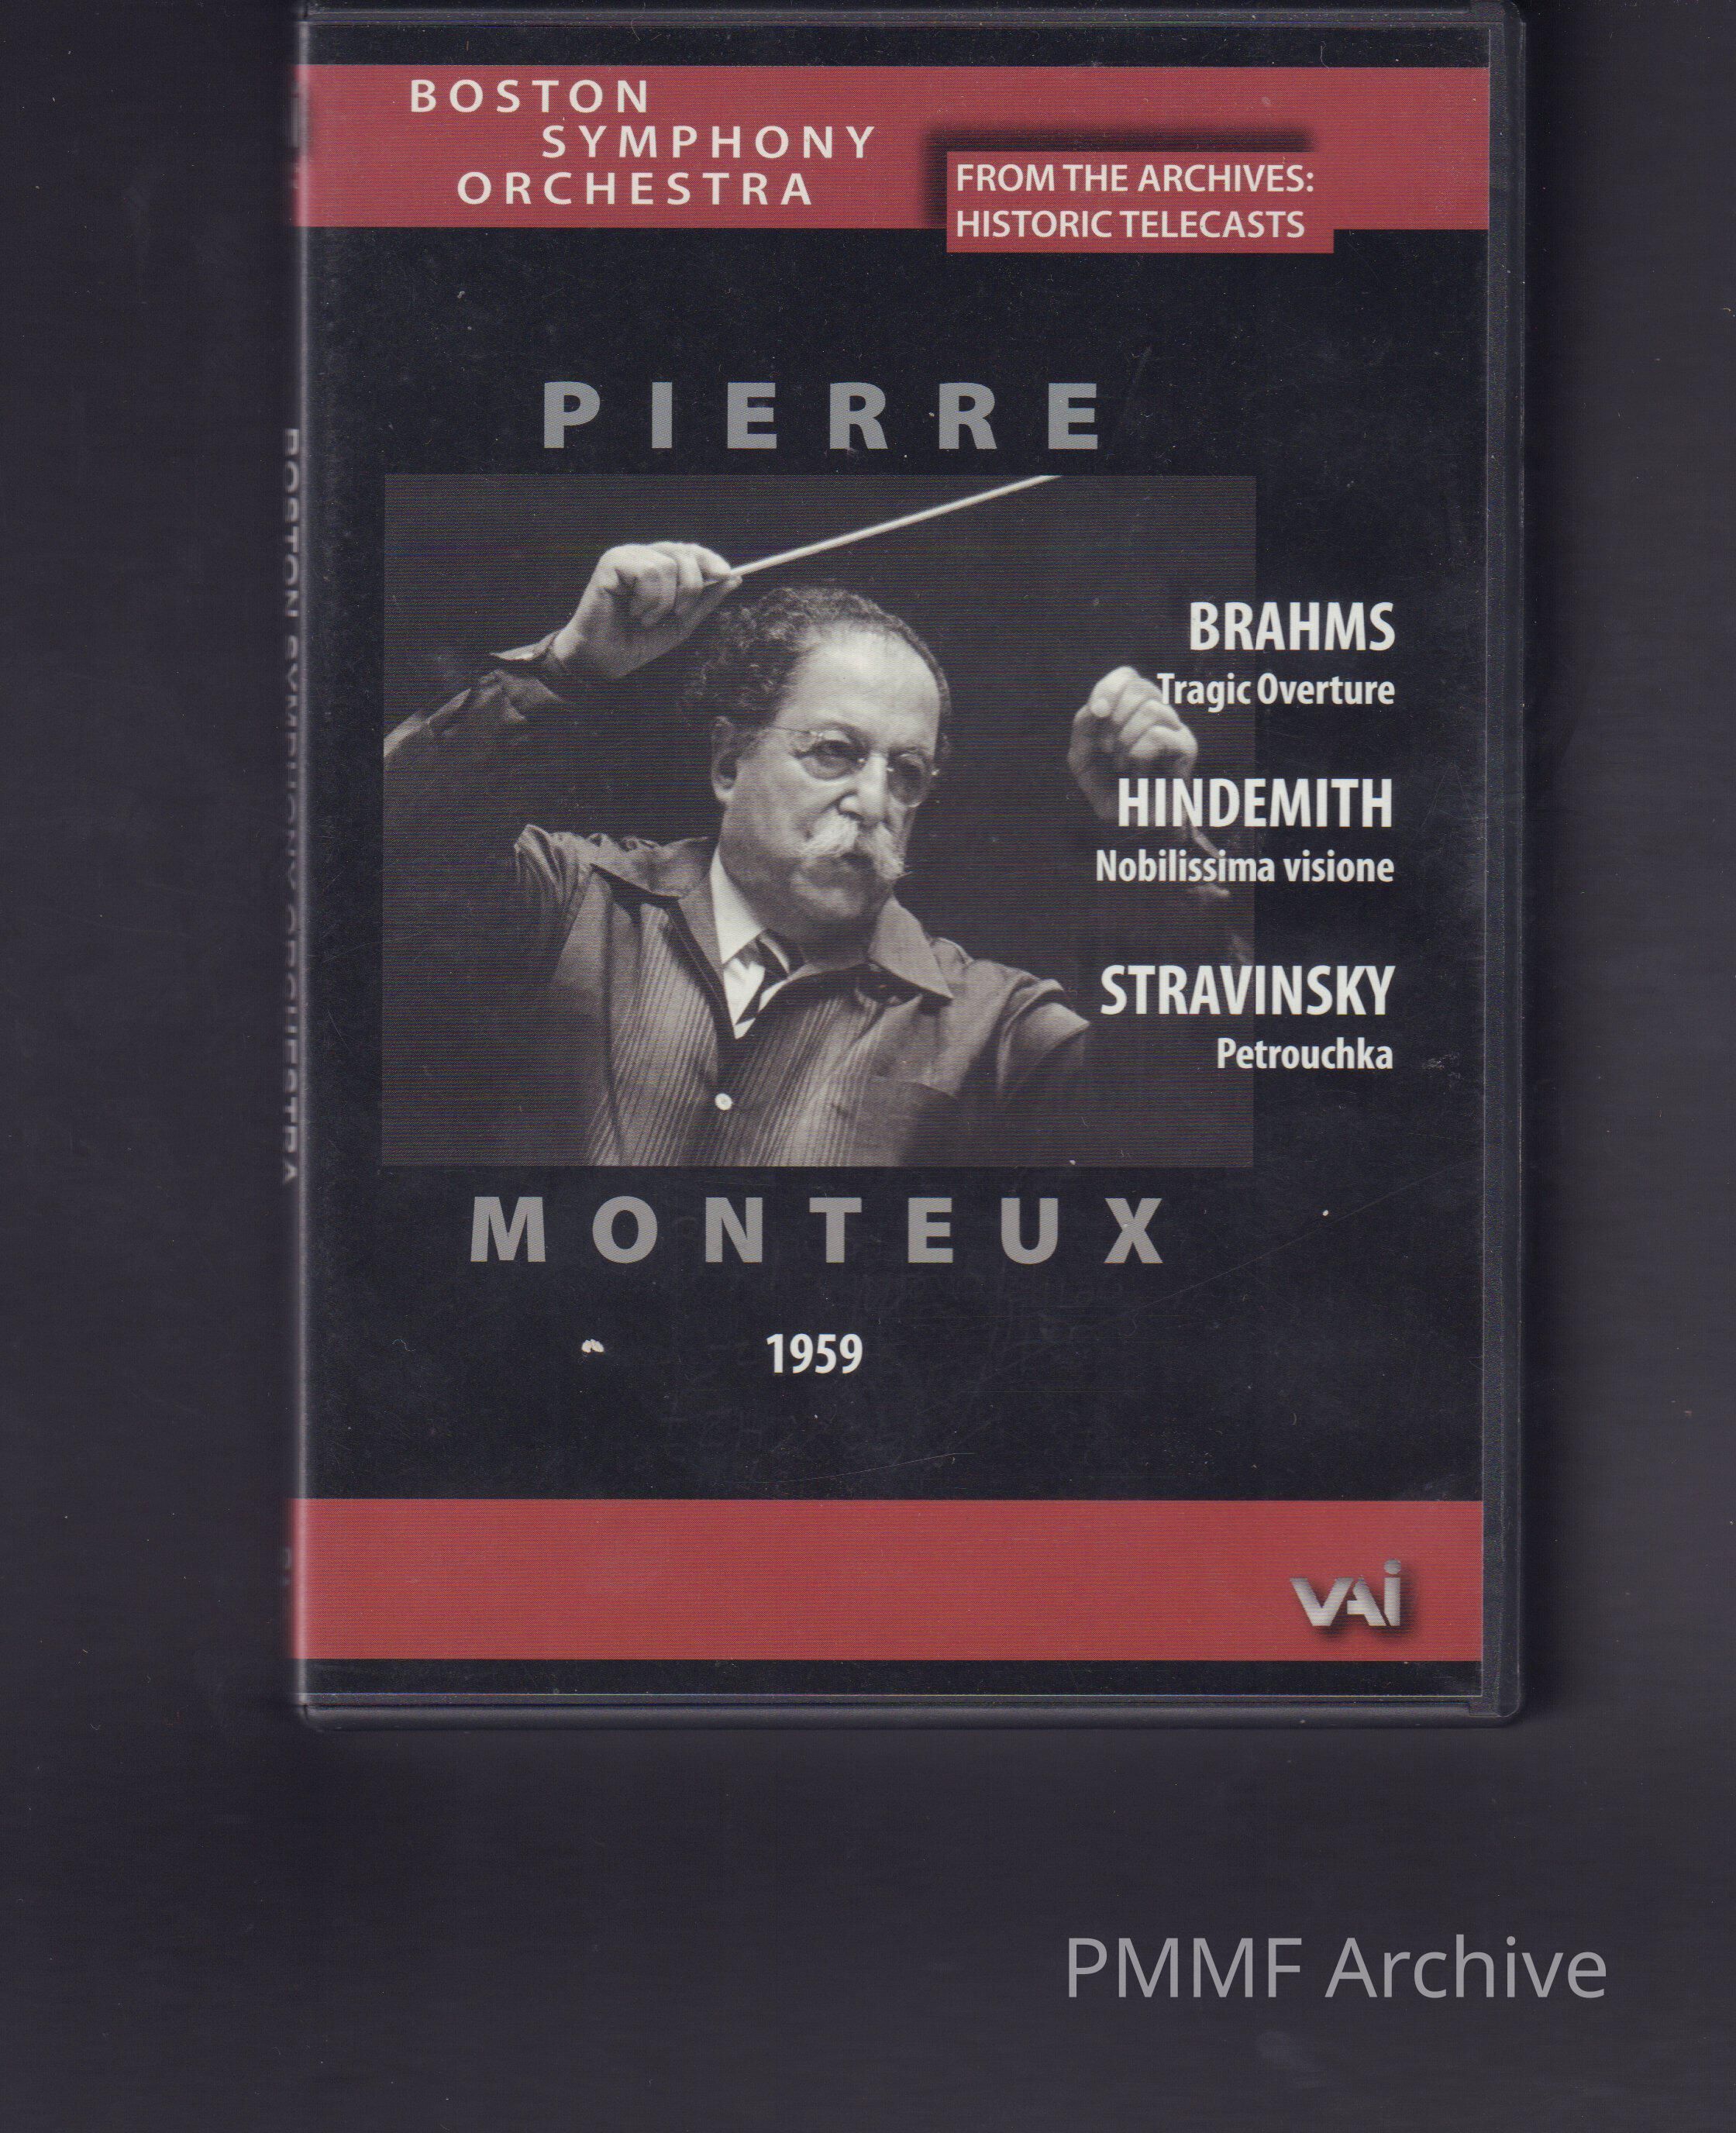 BOSTON
SYMPHONY
ORCHESTRA
FROM THE ARCHIVES:
HISTORIC TELECASTS
PIERRE
BRAHMS
Tragic Overture
HINDEMITH
Nobilissima visione
STRAVINSKY
Petrouchka
MONTEUX
1959
VAI
BOSTON SYMPHONY ORCHESTRA
PMMF Archive